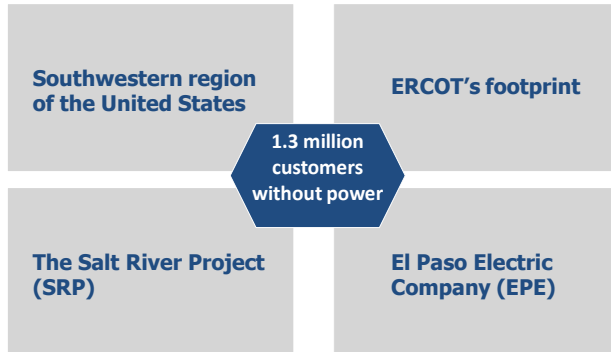 Southwestern region
of the United States
ERCOT’s footprint
1.3 million
customers
without power
The Salt River Project
(SRP)
El Paso Electric
Company (EPE)